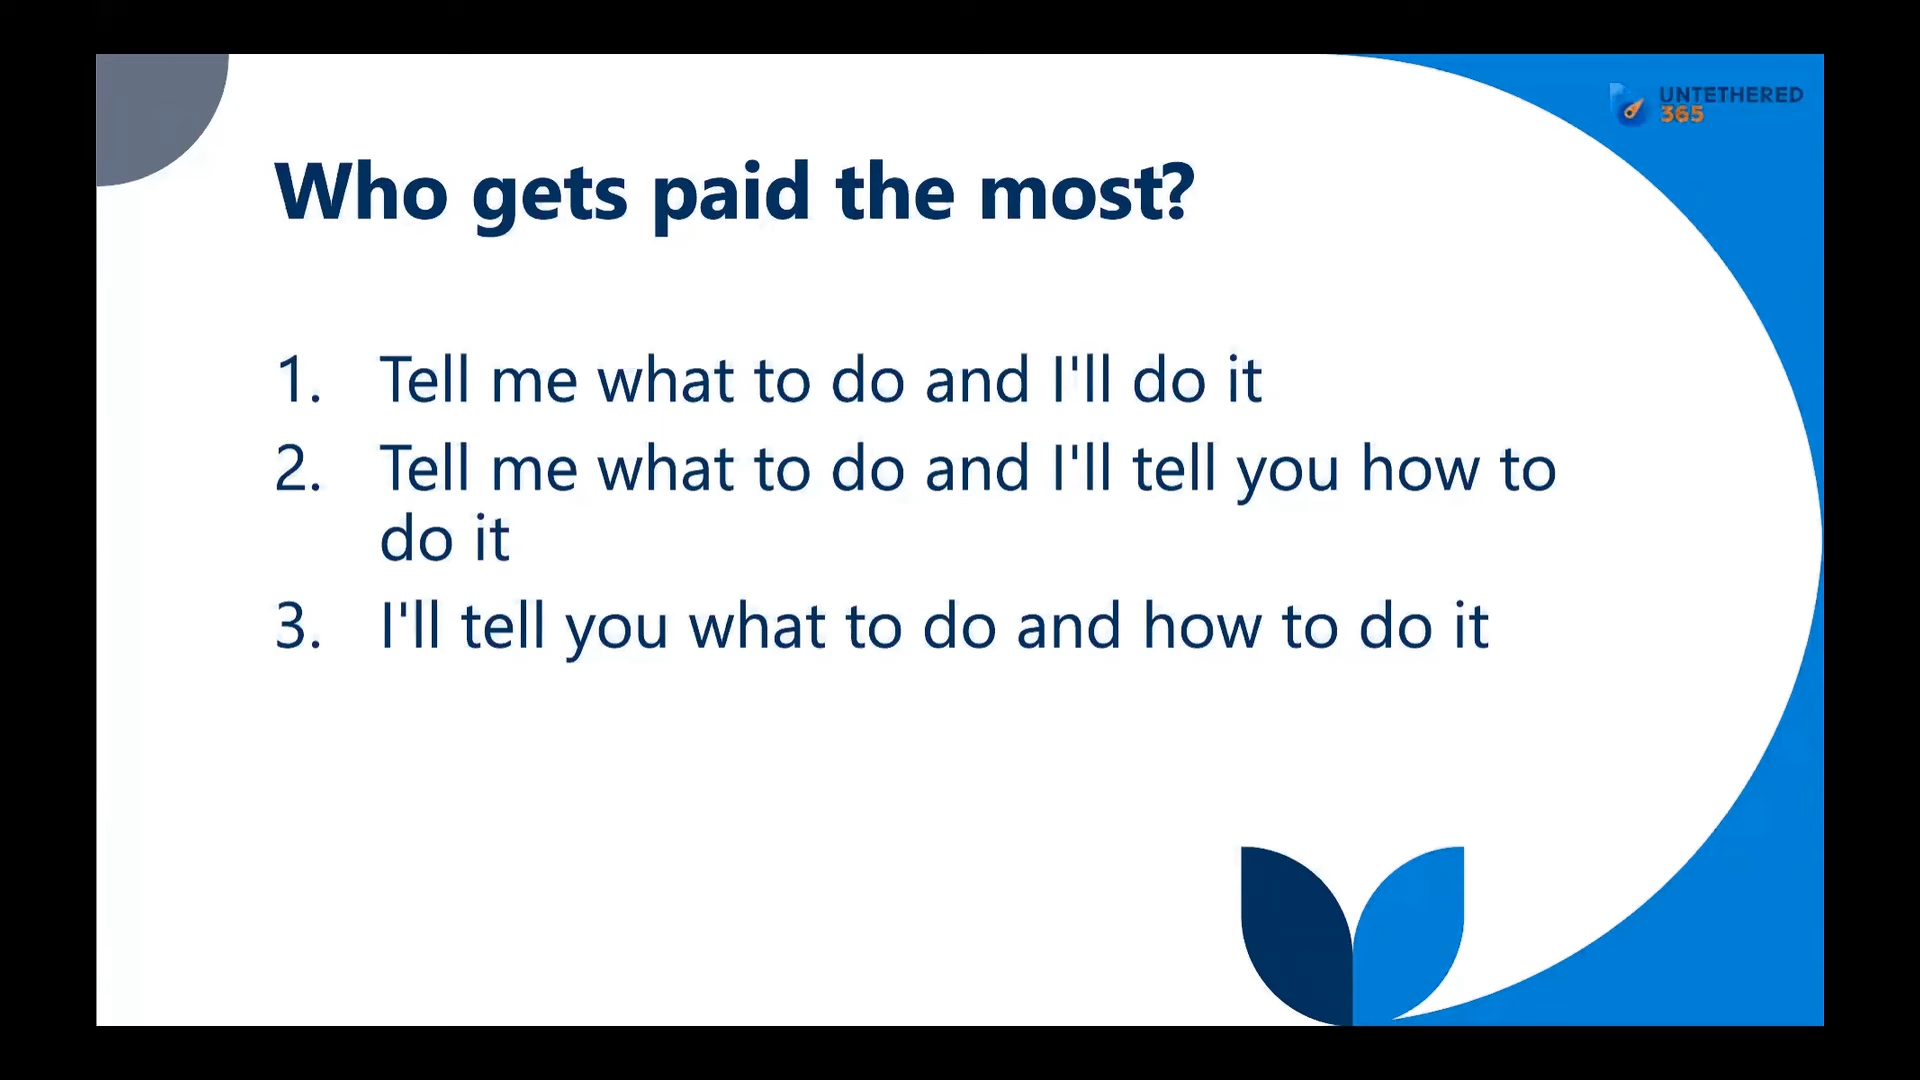 UNTETHERED
365
Who gets paid the most?
1. Tell me what to do and I'll do it
2. Tell me what to do and I'll tell you how to
do it
3. I'll tell you what to do and how to do it